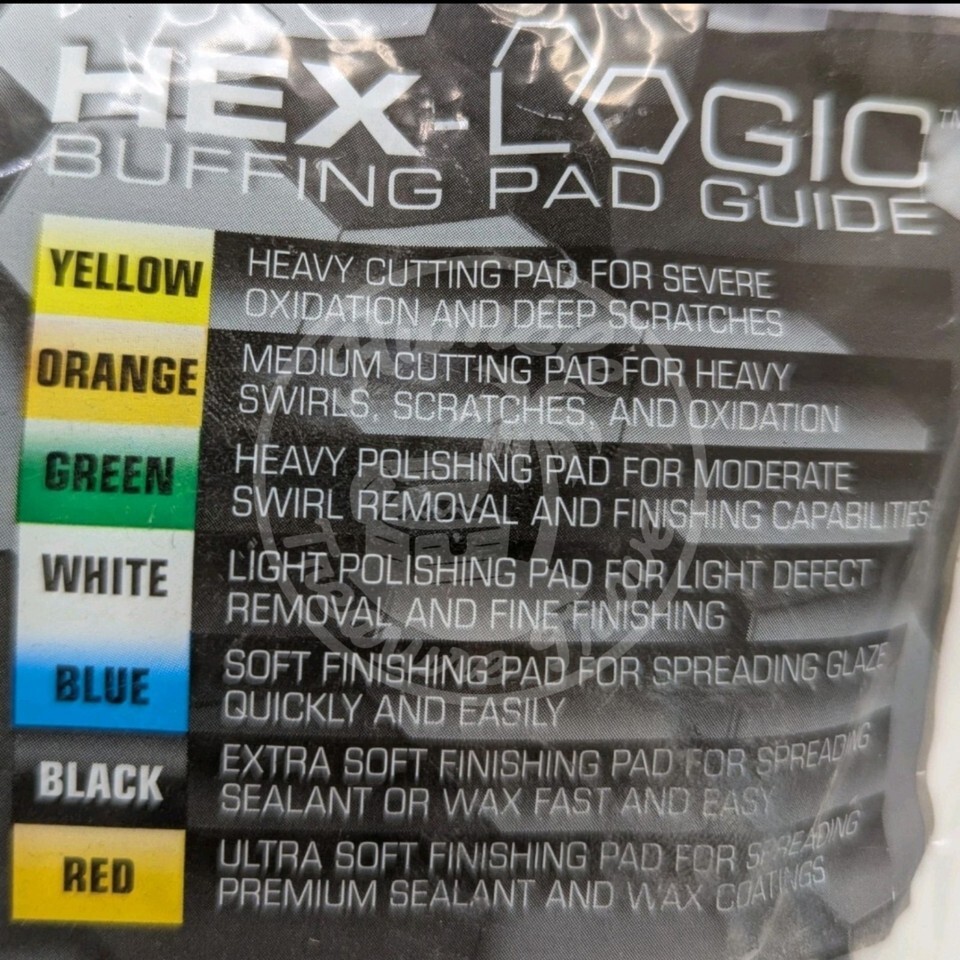 HEX-LOGIC™
BUFFING PAD GUIDE
YELLOW
HEAVY CUTTING PAD FOR SEVERE
OXIDATION AND DEEP SCRATCHES
ORANGE
MEDIUM CUTTING PAD FOR HEAVY
SWIRLS, SCRATCHES, AND OXIDATION
GREEN
HEAVY POLISHING PAD FOR MODERATE
SWIRL REMOVAL AND FINISHING CAPABILITIES
WHITE
LIGHT POLISHING PAD FOR LIGHT DEFECT
REMOVAL AND FINE FINISHING
BLUE
SOFT FINISHING PAD FOR SPREADING GLAZE
QUICKLY AND EASILY
BLACK
EXTRA SOFT FINISHING PAD FOR SPREADING
SEALANT OR WAX FAST AND EASY
RED
ULTRA SOFT FINISHING PAD FOR SPREADING
PREMIUM SEALANT AND WAX COATINGS
Treasure Trove